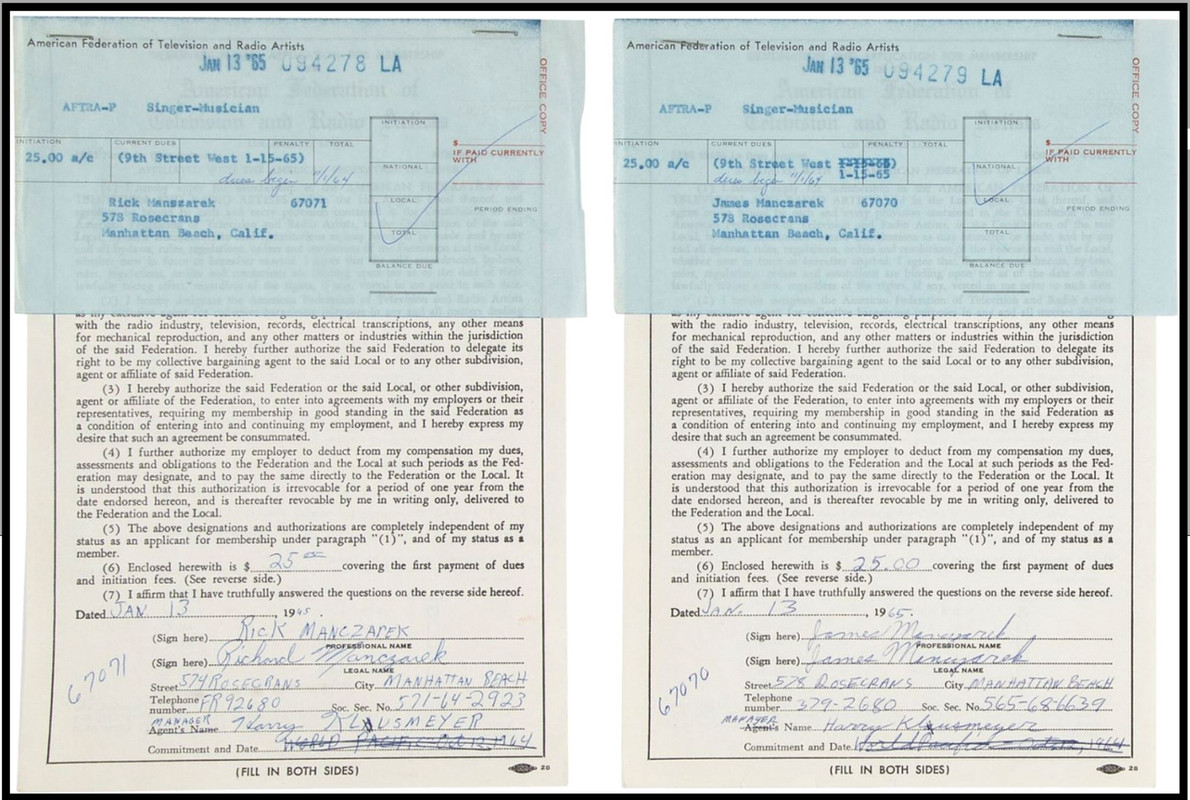 American Federation of Television and Radio Artists
JAN 13 '65 094278 LA
OFFICE COPY
AFTRA-P Singer-Musician
INITIATION
INITIATION CURRENT DUES PENALTY TOTAL
$
IF PAID CURRENTLY
WITH
25.00 a/c (9th Street West 1-15-65)
NATIONAL
dues begin 11/1/64
Rick Manszarek 67071
LOCAL
PERIOD ENDING
578 Rosecrans
Manhattan Beach, Calif.
TOTAL
BALANCE DUE
with the radio industry, television, records, electrical transcriptions, any other means
for mechanical reproduction, and any other matters or industries within the jurisdiction
of the said Federation. I hereby further authorize the said Federation to delegate its
right to be my collective bargaining agent to the said Local or to any other subdivision,
agent or affiliate of said Federation.
(3) I hereby authorize the said Federation or the said Local, or other subdivision,
agent or affiliate of the Federation, to enter into agreements with my employers or their
representatives, requiring my membership in good standing in the said Federation as
a condition of entering into and continuing my employment, and I hereby express my
desire that such an agreement be consummated.
(4) I further authorize my employer to deduct from my compensation my dues,
assessments and obligations to the Federation and the Local at such periods as the Fed-
eration may designate, and to pay the same directly to the Federation or the Local. It
is understood that this authorization is irrevocable for a period of one year from the
date endorsed hereon, and is thereafter revocable by me in writing only, delivered to
the Federation and the Local.
(5) The above designations and authorizations are completely independent of my
status as an applicant for membership under paragraph "(1)", and of my status as a
member.
(6) Enclosed herewith is $ 25 00 covering the first payment of dues
and initiation fees. (See reverse side.)
(7) I affirm that I have truthfully answered the questions on the reverse side hereof.
Dated JAN 13, 1965.
(Sign here) RICK MANCZAREK
PROFESSIONAL NAME
(Sign here) Richard Manczarek
LEGAL NAME
67071
Street 574 ROSECRANS City MANHATTAN BEACH
Telephone
number FR92680 Soc. Sec. No. 571-64-2923
MANAGER
Agent's Name Harry KLAUSMEYER
Commitment and Date WORLD PACIFIC OCT 12, 1964
(FILL IN BOTH SIDES)
28
American Federation of Television and Radio Artists
JAN 13 '65 094279 LA
OFFICE COPY
AFTRA-P Singer-Musician
INITIATION
CURRENT DUES PENALTY TOTAL
$
IF PAID CURRENTLY
WITH
25.00 a/c (9th Street West 1-15-65)
1-15-65
NATIONAL
dues begin 11/1/64
James Manczarek 67070
LOCAL
PERIOD ENDING
578 Rosecrans
Manhattan Beach, Calif.
TOTAL
BALANCE DUE
with the radio industry, television, records, electrical transcriptions, any other means
for mechanical reproduction, and any other matters or industries within the jurisdiction
of the said Federation. I hereby further authorize the said Federation to delegate its
right to be my collective bargaining agent to the said Local or to any other subdivision,
agent or affiliate of said Federation.
(3) I hereby authorize the said Federation or the said Local, or other subdivision,
agent or affiliate of the Federation, to enter into agreements with my employers or their
representatives, requiring my membership in good standing in the said Federation as
a condition of entering into and continuing my employment, and I hereby express my
desire that such an agreement be consummated.
(4) I further authorize my employer to deduct from my compensation my dues,
assessments and obligations to the Federation and the Local at such periods as the Fed-
eration may designate, and to pay the same directly to the Federation or the Local. It
is understood that this authorization is irrevocable for a period of one year from the
date endorsed hereon, and is thereafter revocable by me in writing only, delivered to
the Federation and the Local.
(5) The above designations and authorizations are completely independent of my
status as an applicant for membership under paragraph "(1)", and of my status as a
member.
(6) Enclosed herewith is $ 25.00 covering the first payment of dues
and initiation fees. (See reverse side.)
(7) I affirm that I have truthfully answered the questions on the reverse side hereof.
Dated JAN. 13, 1965.
(Sign here) James Manczarek
PROFESSIONAL NAME
(Sign here) James Manczarek
LEGAL NAME
67070
Street 578 ROSECRANS City MANHATTAN BEACH
Telephone
number 379-2680 Soc. Sec. No. 565-68-6639
MANAGER
Agent's Name Harry Klausmeyer
Commitment and Date World Pacific 1964
(FILL IN BOTH SIDES)
28